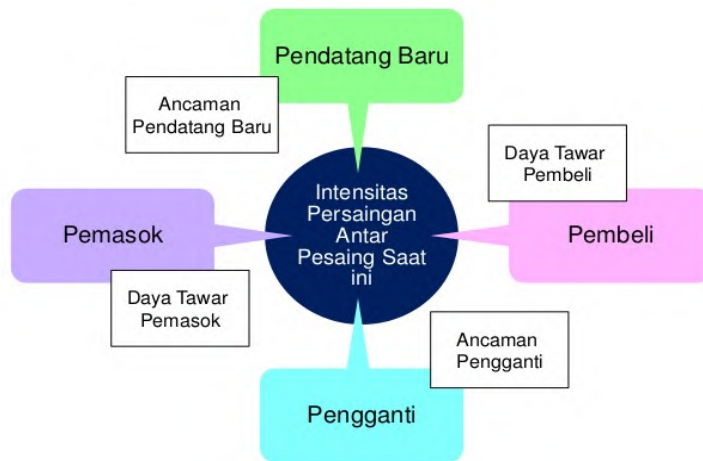 Pendatang Baru
Ancaman
Pendatang Baru
Daya Tawar
Pembeli
Intensitas
Persaingan
Antar
Pesaing Saat
ini
Pemasok
Pembeli
Daya Tawar
Pemasok
Ancaman
Pengganti
Pengganti